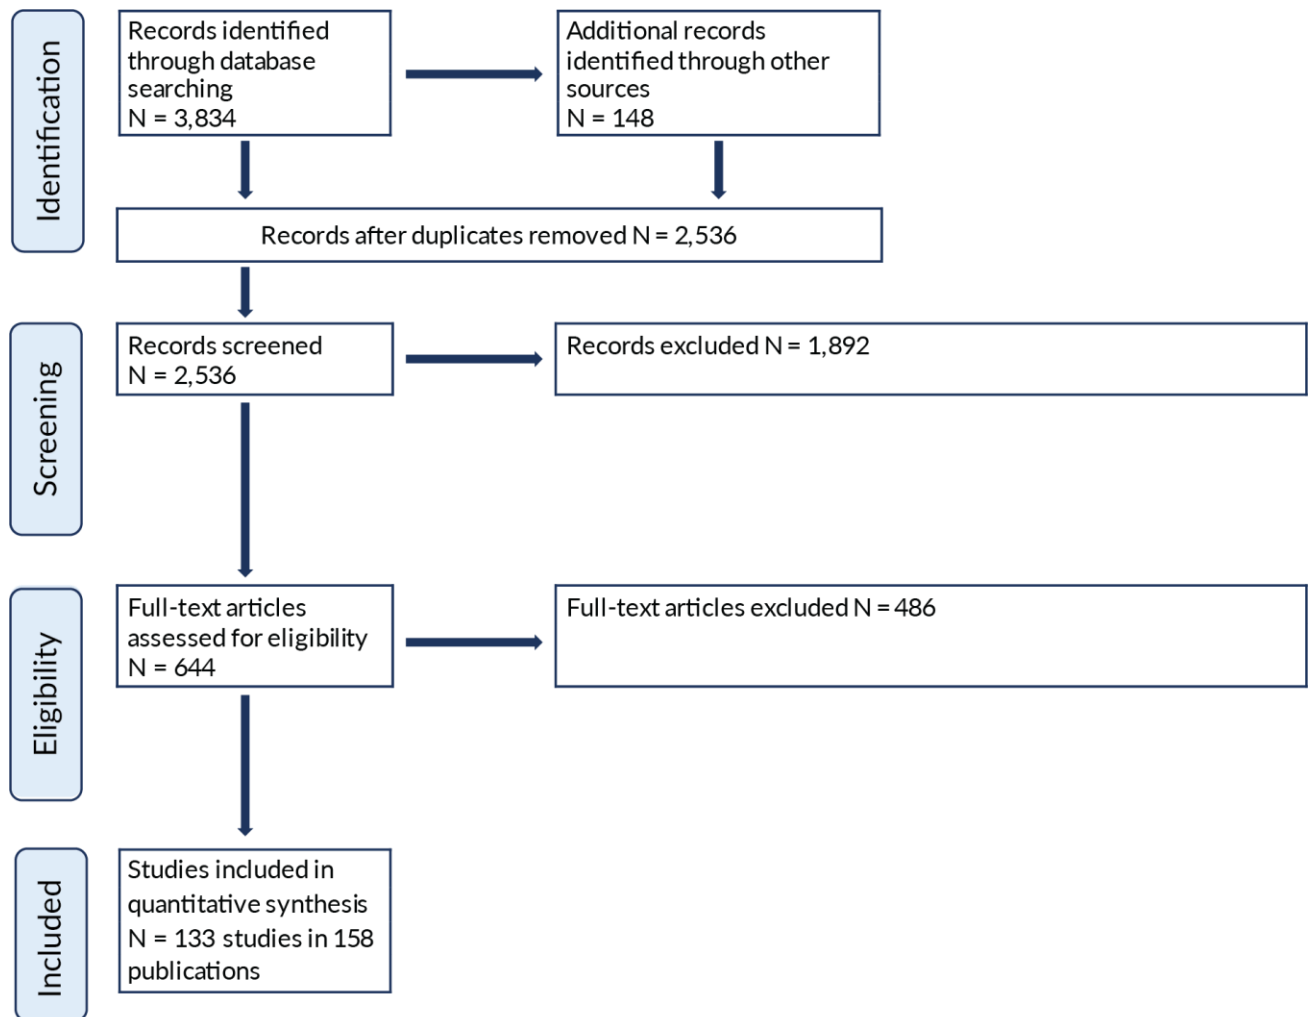 Identification
Records identified
through database
searching
N = 3,834
Additional records
identified through other
sources
N = 148
Records after duplicates removed N = 2,536
Screening
Records screened
N = 2,536
Records excluded N = 1,892
Eligibility
Full-text articles
assessed for eligibility
N = 644
Full-text articles excluded N = 486
Included
Studies included in
quantitative synthesis
N = 133 studies in 158
publications